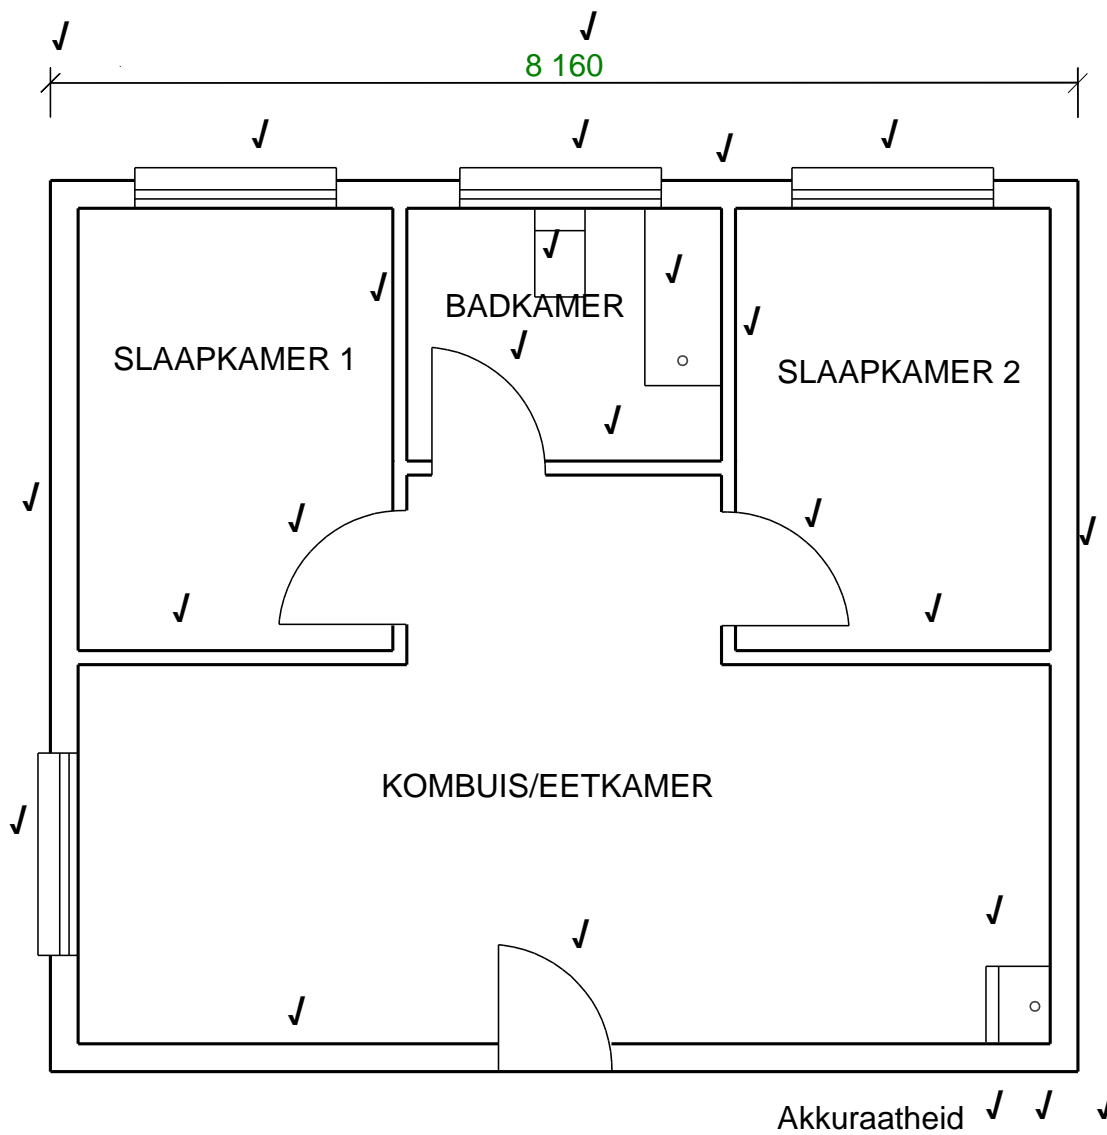 8 160
BADKAMER
SLAAPKAMER 1
SLAAPKAMER 2
KOMBUIS/EETKAMER
Akkuraatheid